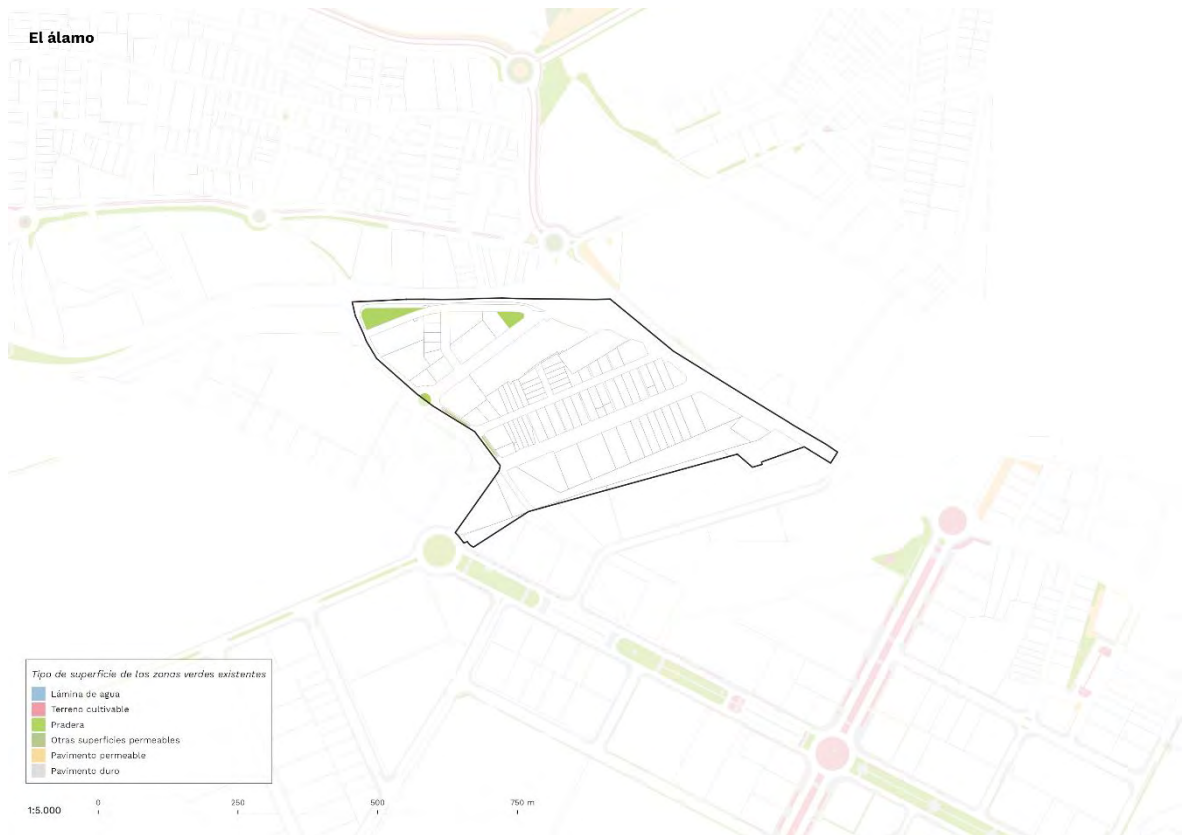 El álamo
Tipo de superficie de las zonas verdes existentes
Lámina de agua
Terreno cultivable
Pradera
Otras superficies permeables
Pavimento permeable
Pavimento duro
1:5.000
0 250 500 750 m